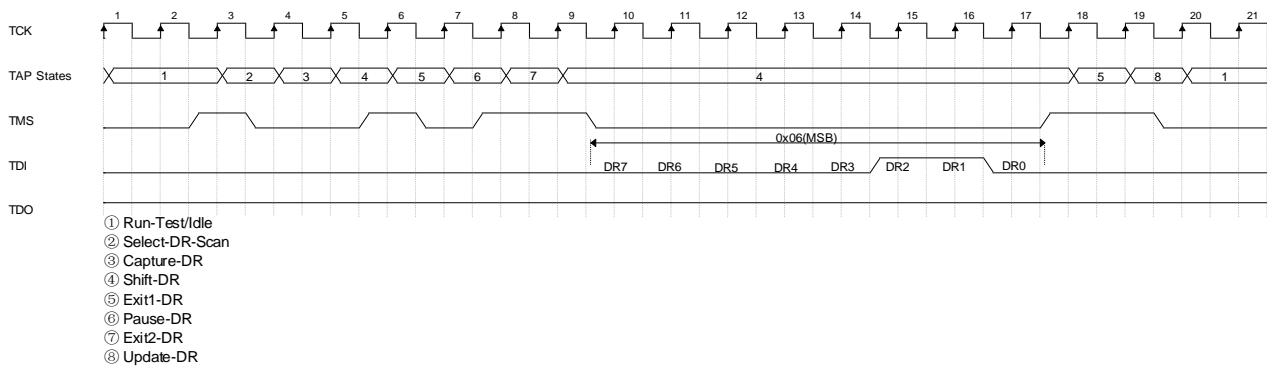 1 2 3 4 5 6 7 8 9 10 11 12 13 14 15 16 17 18 19 20 21
TCK
TAP States 1 2 3 4 5 6 7 4 5 8 1
TMS
0x06(MSB)
TDI DR7 DR6 DR5 DR4 DR3 DR2 DR1 DR0
TDO
① Run-Test/Idle
② Select-DR-Scan
③ Capture-DR
④ Shift-DR
⑤ Exit1-DR
⑥ Pause-DR
⑦ Exit2-DR
⑧ Update-DR